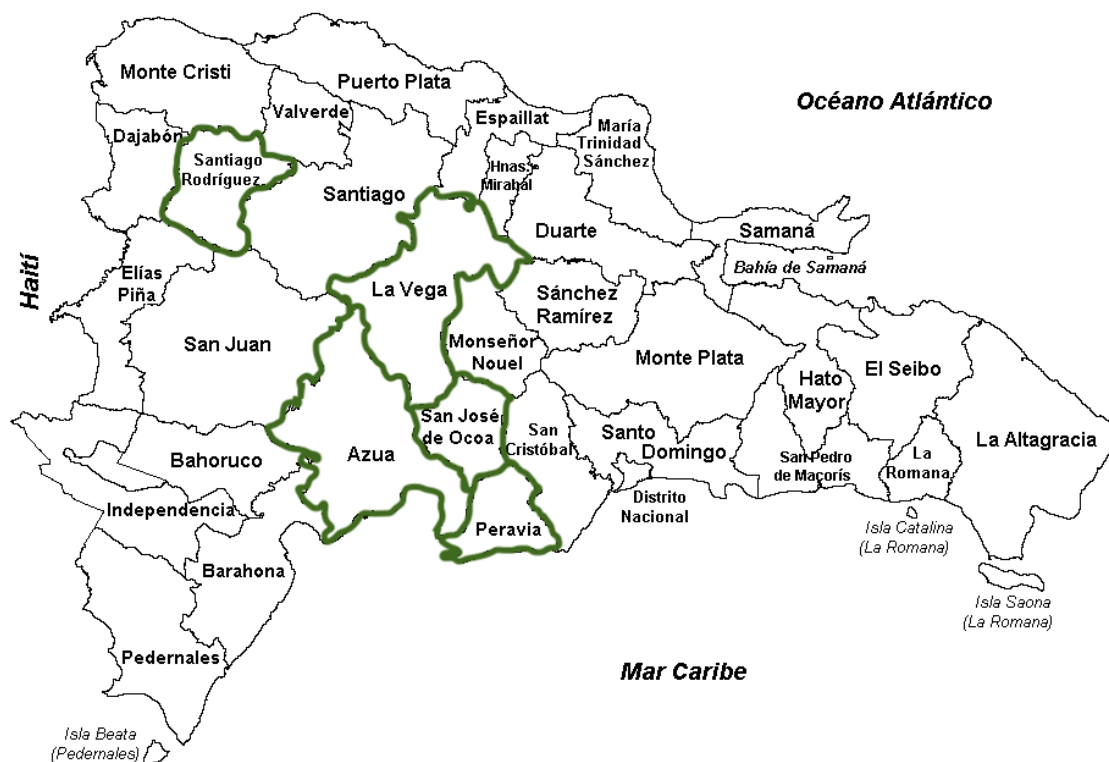 Monte Cristi
Puerto Plata
Océano Atlántico
Valverde
Espaillat
María
Trinidad
Sánchez
Dajabón
Santiago
Rodríguez
Hnas.
Mirabal
Santiago
Duarte
Samaná
Bahía de Samaná
Haití
Elías
Piña
La Vega
Sánchez
Ramírez
San Juan
Monseñor
Nouel
Monte Plata
El Seibo
Hato
Mayor
San José
de Ocoa
San
Cristóbal
Santo
Domingo
La Altagracia
Bahoruco
Azua
San Pedro
de Macorís
La
Romana
Independencia
Distrito
Nacional
Peravia
Isla Catalina
(La Romana)
Barahona
Isla Saona
(La Romana)
Pedernales
Mar Caribe
Isla Beata
(Pedernales)